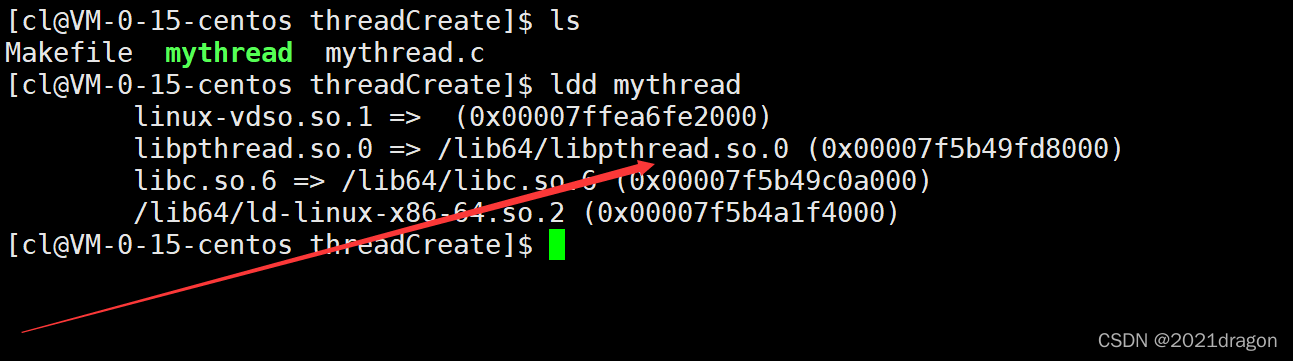 [cl@VM-0-15-centos threadCreate]$ ls
Makefile  mythread  mythread.c
[cl@VM-0-15-centos threadCreate]$ ldd mythread
        linux-vdso.so.1 =>  (0x00007ffea6fe2000)
        libpthread.so.0 => /lib64/libpthread.so.0 (0x00007f5b49fd8000)
        libc.so.6 => /lib64/libc.so.6 (0x00007f5b49c0a000)
        /lib64/ld-linux-x86-64.so.2 (0x00007f5b4a1f4000)
[cl@VM-0-15-centos threadCreate]$
CSDN @2021dragon